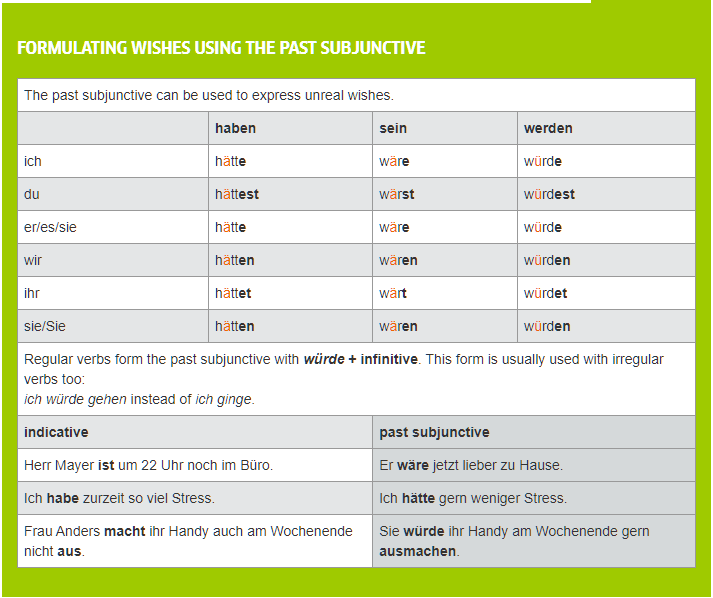 FORMULATING WISHES USING THE PAST SUBJUNCTIVE
The past subjunctive can be used to express unreal wishes.
haben sein werden
ich hätte wäre würde
du hättest wärst würdest
er/es/sie hätte wäre würde
wir hätten wären würden
ihr hättet wärt würdet
sie/Sie hätten wären würden
Regular verbs form the past subjunctive with würde + infinitive. This form is usually used with irregular
verbs too:
ich würde gehen instead of ich ginge.
indicative past subjunctive
Herr Mayer ist um 22 Uhr noch im Büro. Er wäre jetzt lieber zu Hause.
Ich habe zurzeit so viel Stress. Ich hätte gern weniger Stress.
Frau Anders macht ihr Handy auch am Wochenende
nicht aus.
Sie würde ihr Handy am Wochenende gern
ausmachen.